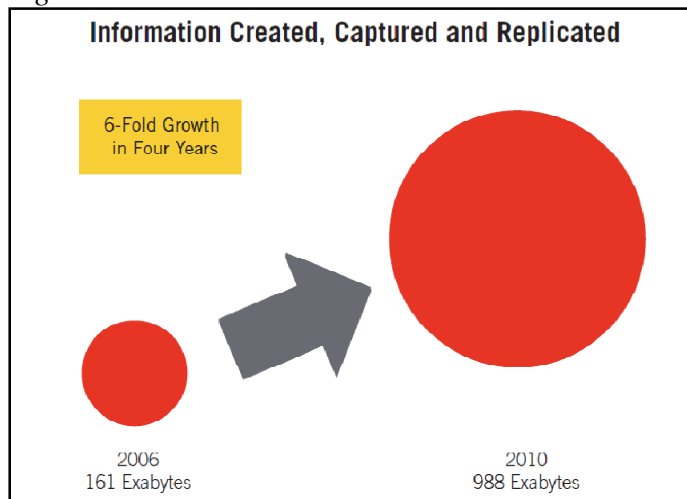 Information Created, Captured and Replicated
6-Fold Growth
in Four Years
2006
161 Exabytes
2010
988 Exabytes